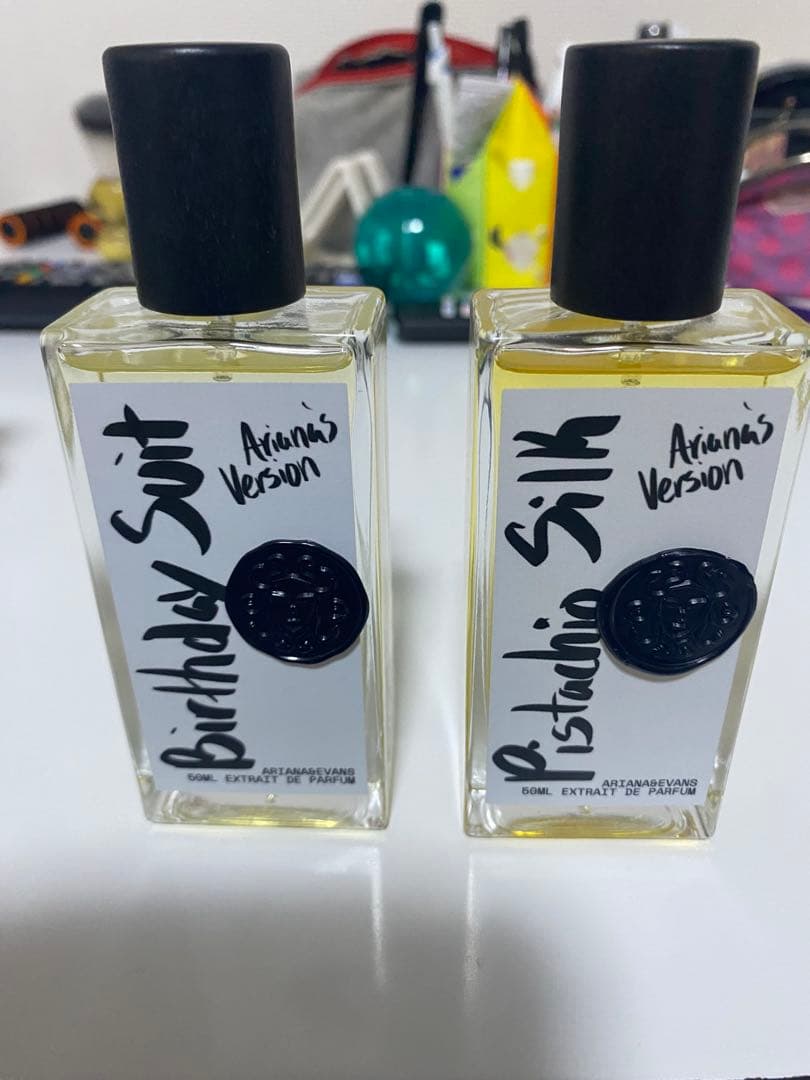 Birthday Suit
Ariana's
Version
ARIANA&EVANS
50ML EXTRAIT DE PARFUM
Pistachio Silk
Ariana's
Version
ARIANA&EVANS
50ML EXTRAIT DE PARFUM